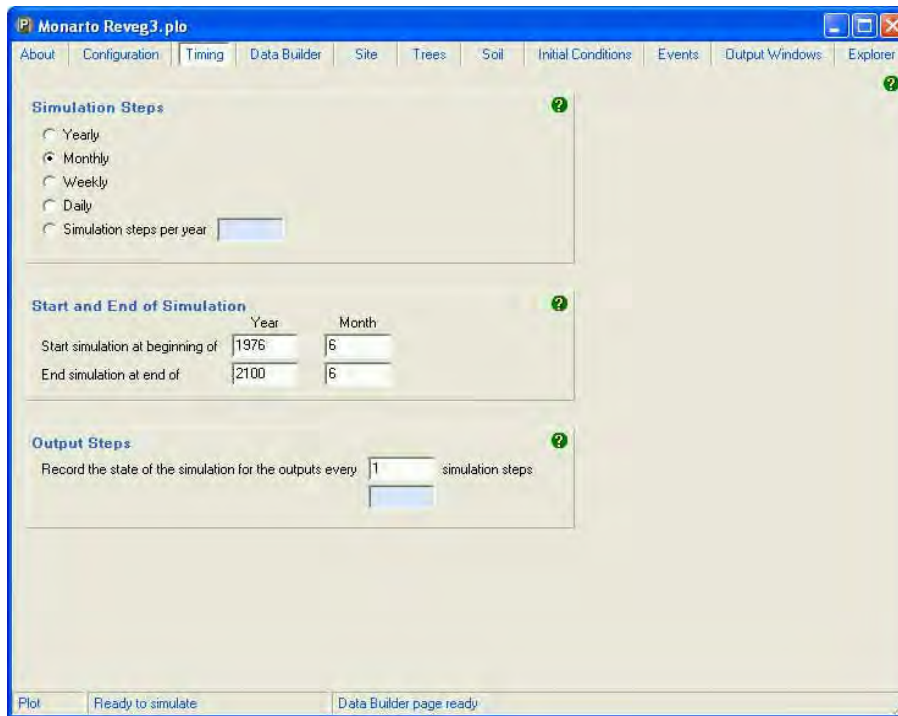 Monarto Reveg3.plo
About Configuration Timing Data Builder Site Trees Soil Initial Conditions Events Output Windows Explorer
?
Simulation Steps ?
Yearly
Monthly
Weekly
Daily
Simulation steps per year
Start and End of Simulation ?
Year Month
Start simulation at beginning of 1976 6
End simulation at end of 2100 6
Output Steps ?
Record the state of the simulation for the outputs every 1 simulation steps
Plot Ready to simulate Data Builder page ready